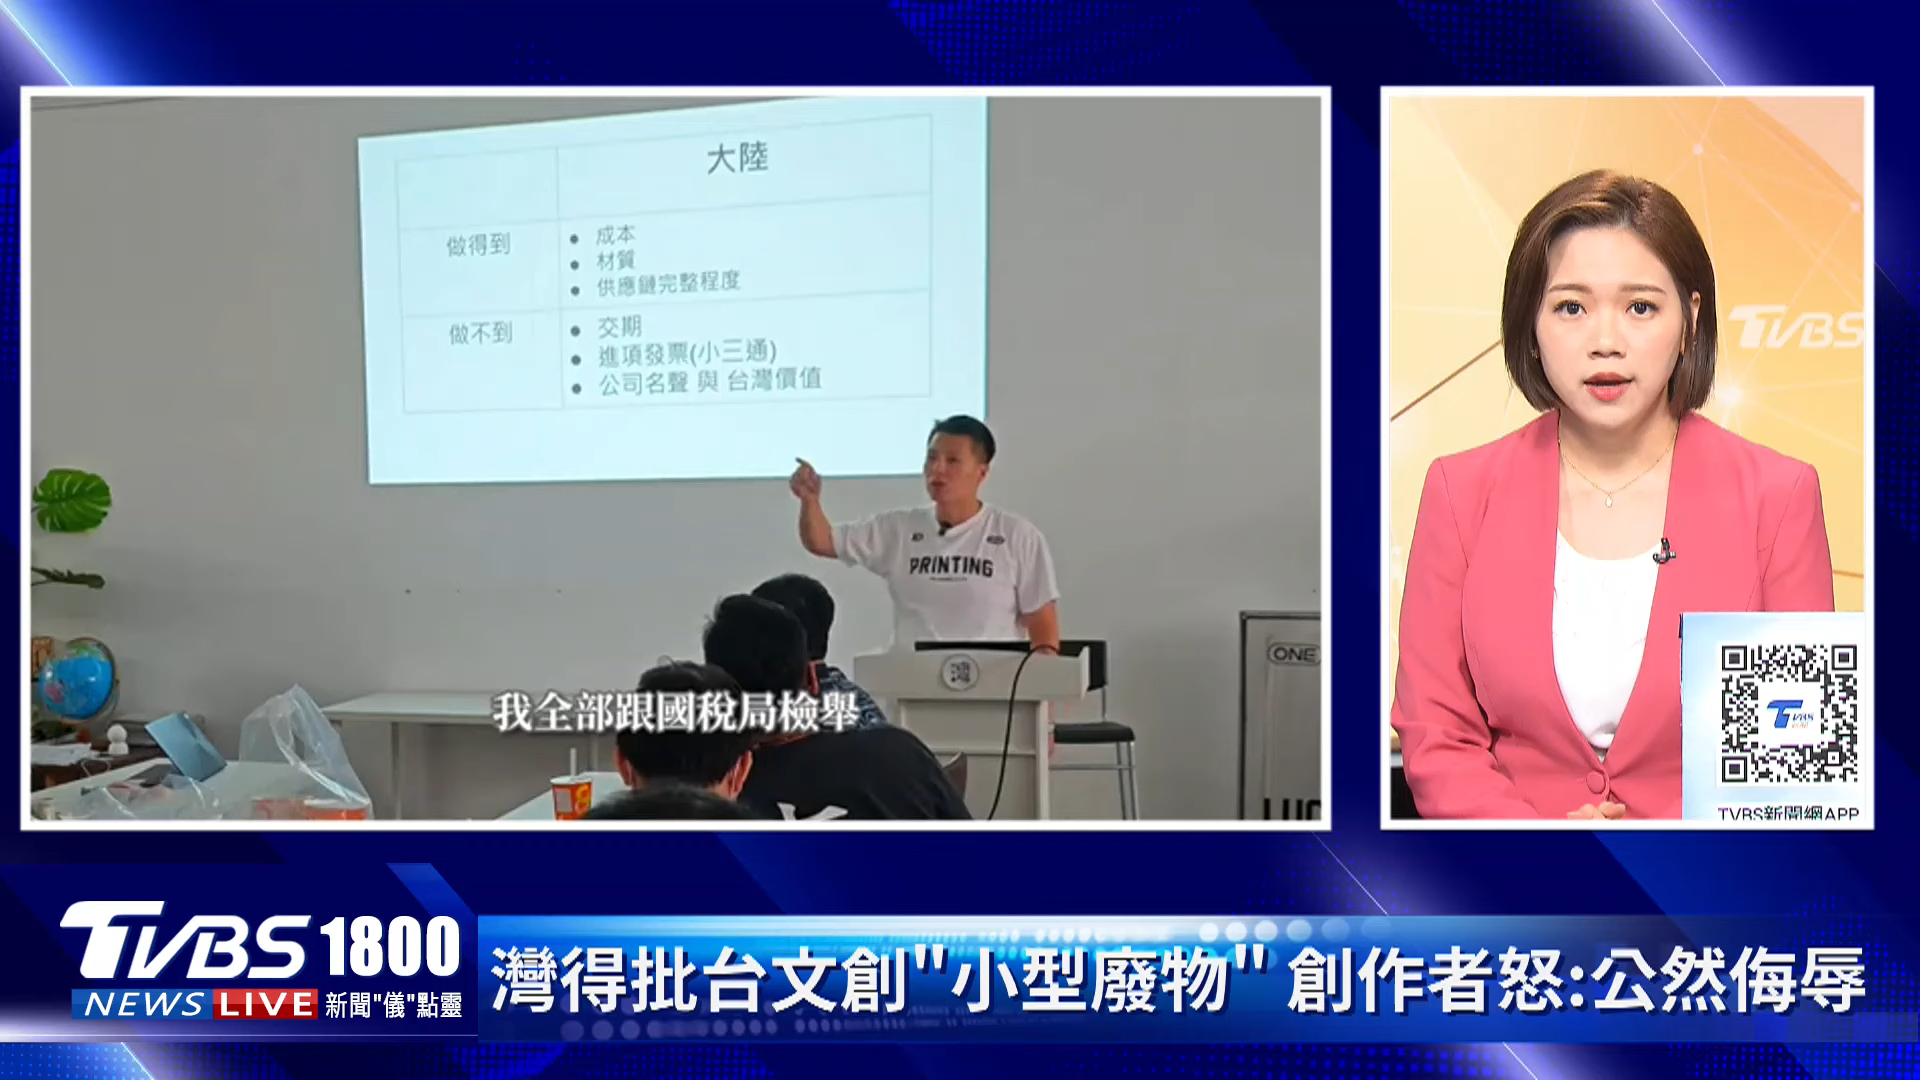 大陸
做得到
成本
材質
供應鏈完整程度
做不到
交期
進項發票(小三通)
公司名聲 與 台灣價值
PRINTING
灣
ONE
我全部跟國稅局檢舉
TVBS
TVBS
TVBS新聞網APP
TVBS 1800
NEWS LIVE 新聞"儀"點靈
灣得批台文創"小型廢物" 創作者怒:公然侮辱